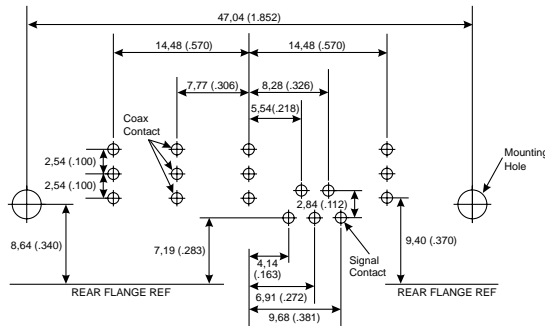 47,04 (1.852)
14,48 (.570)
14,48 (.570)
7,77 (.306)
8,28 (.326)
5,54(.218)
Coax
Contact
Mounting
Hole
2,54 (.100)
2,54 (.100)
2,84 (.112)
8,64 (.340)
7,19 (.283)
9,40 (.370)
4,14
(.163)
Signal
Contact
6,91 (.272)
REAR FLANGE REF
REAR FLANGE REF
9,68 (.381)